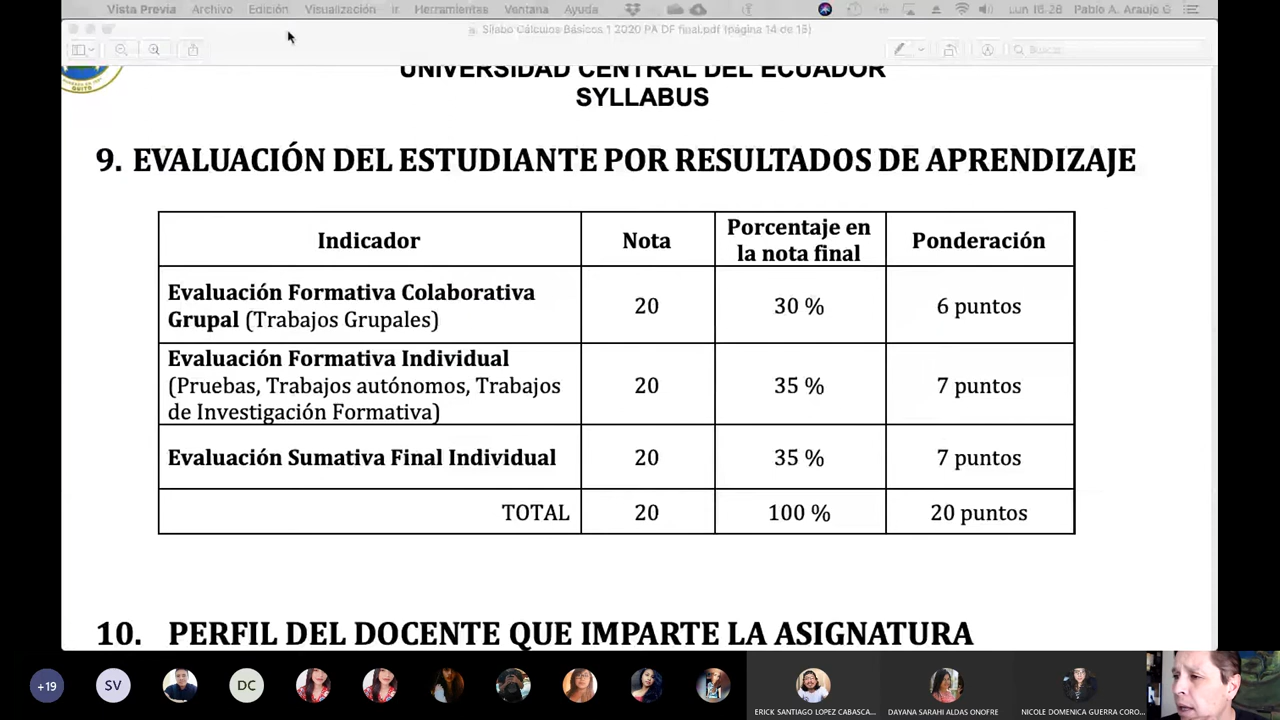 Vista Previa Archivo Edición Visualización Ir Herramientas Ventana Ayuda Lun 18:28 Pablo A. Araujo G
Sílabo Cálculos Básicos 1 2020 PA DF final.pdf (página 14 de 15)
Buscar
UNIVERSIDAD CENTRAL DEL ECUADOR
SYLLABUS
QUITO
9. EVALUACIÓN DEL ESTUDIANTE POR RESULTADOS DE APRENDIZAJE
Indicador Nota Porcentaje en la nota final Ponderación
Evaluación Formativa Colaborativa
Grupal (Trabajos Grupales) 20 30 % 6 puntos
Evaluación Formativa Individual
(Pruebas, Trabajos autónomos, Trabajos
de Investigación Formativa) 20 35 % 7 puntos
Evaluación Sumativa Final Individual 20 35 % 7 puntos
TOTAL 20 100 % 20 puntos
10. PERFIL DEL DOCENTE QUE IMPARTE LA ASIGNATURA
+19 SV DC
ERICK SANTIAGO LOPEZ CABASCA... DAYANA SARAHI ALDAS ONOFRE NICOLE DOMENICA GUERRA CORO...